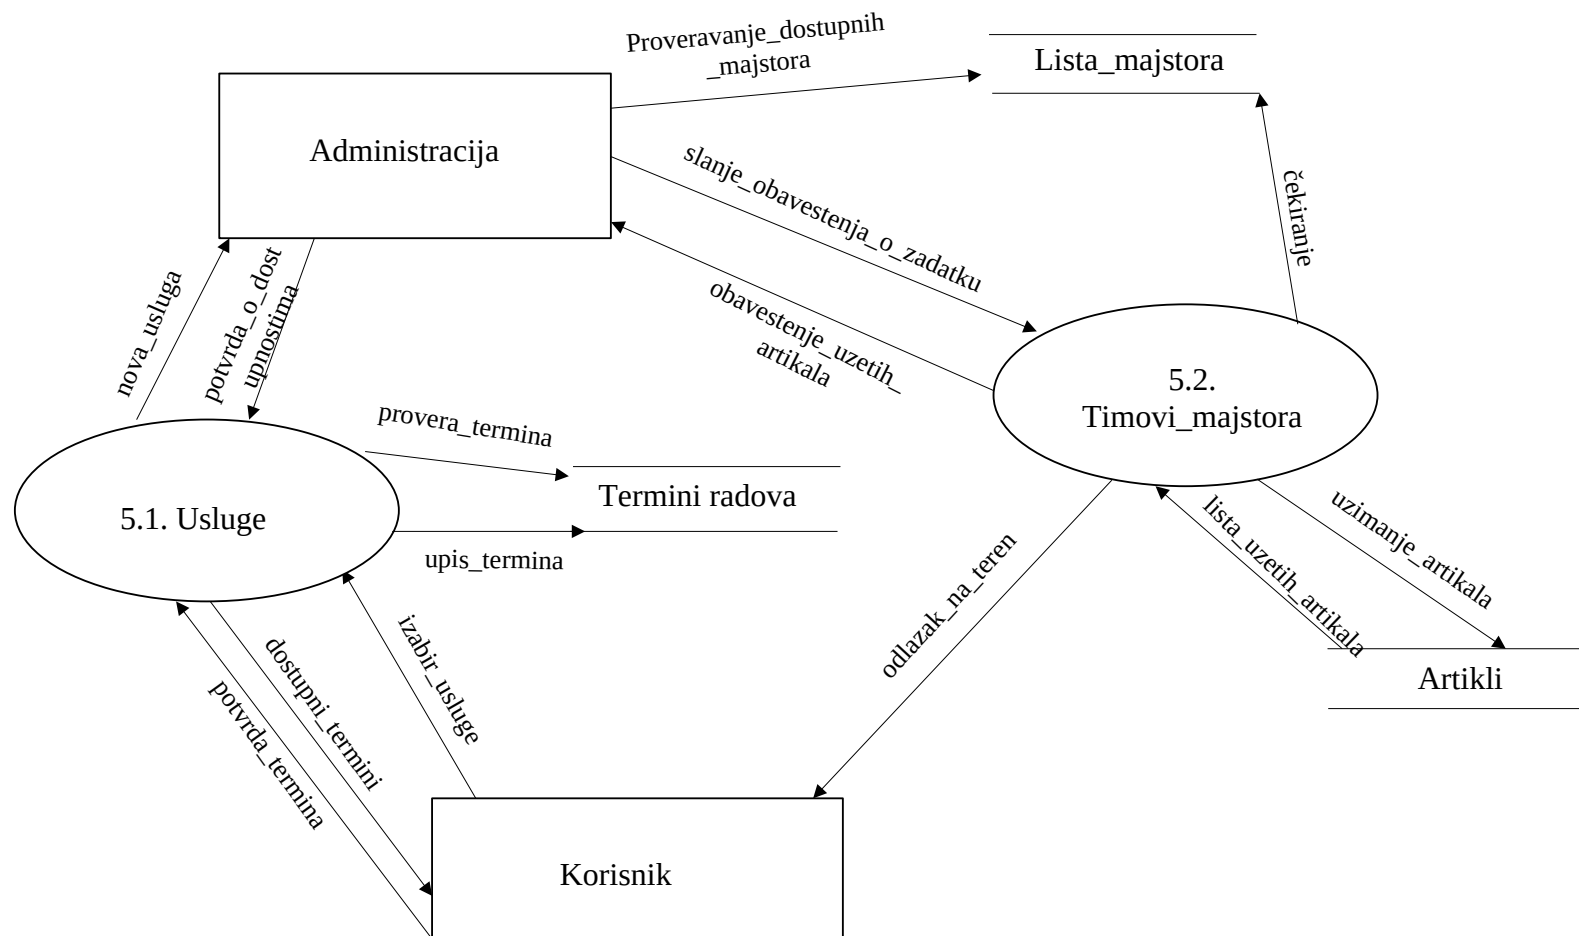 Proveravanje_dostupnih
_majstora
Lista_majstora
Administracija
slanje_obavestenja_o_zadatku
čekiranje
nova_usluga
potvrda_o_dost
upnostima
obavestenje_uzetih_
artikala
5.2.
Timovi_majstora
provera_termina
Termini radova
5.1. Usluge
upis_termina
lista_uzetih_artikala
uzimanje_artikala
odlazak_na_teren
izabir_usluge
dostupni_termini
potvrda_termina
Artikli
Korisnik